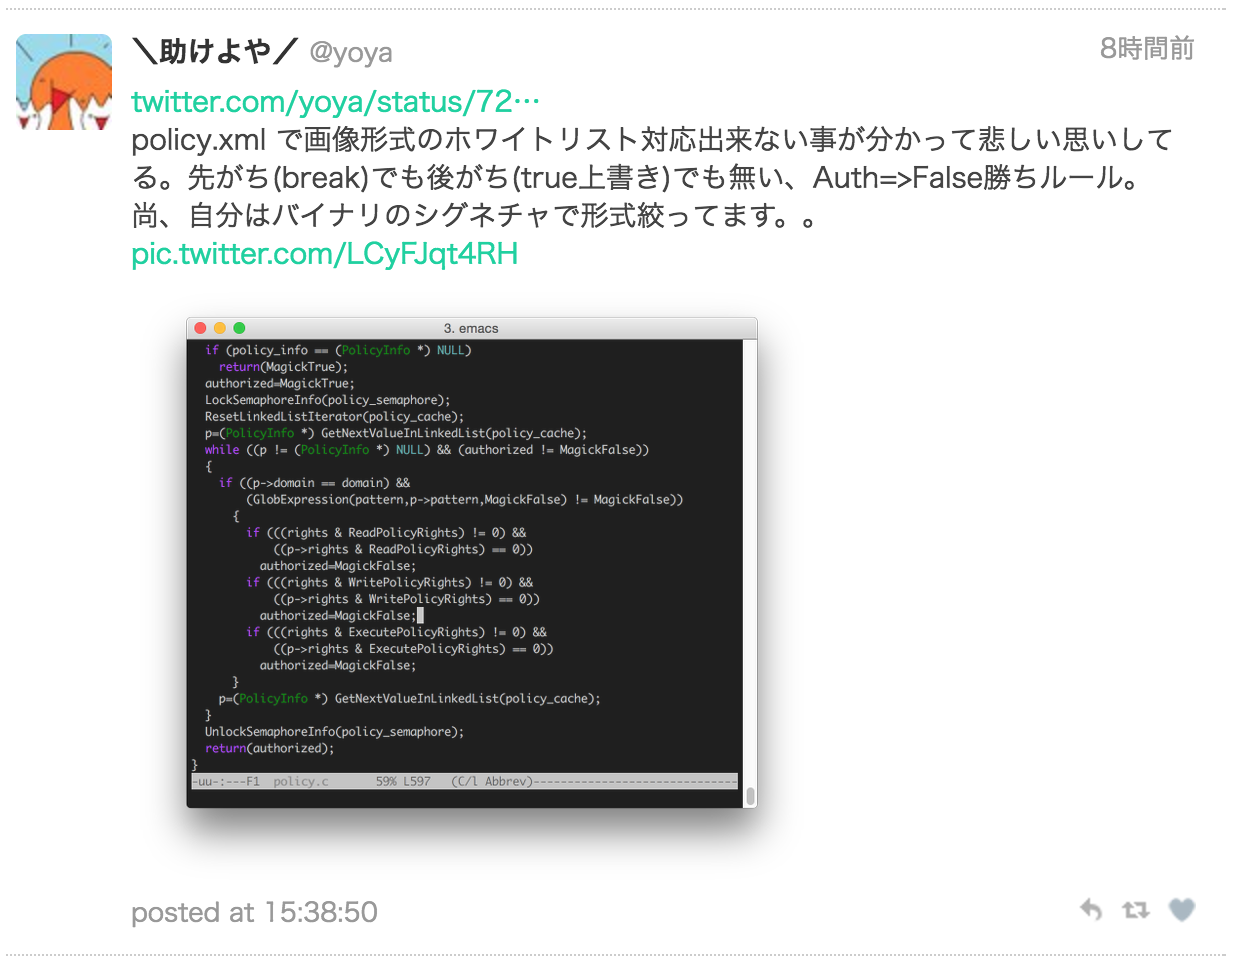 ＼助けよや／ @yoya
8時間前
twitter.com/yoya/status/72…
policy.xml で画像形式のホワイトリスト対応出来ない事が分かって悲しい思いして
る。先がち(break)でも後がち(true上書き)でも無い、Auth=>False勝ちルール。
尚、自分はバイナリのシグネチャで形式絞ってます。。
pic.twitter.com/LCyFJqt4RH
3. emacs
if (policy_info == (PolicyInfo *) NULL)
return(MagickTrue);
authorized=MagickTrue;
LockSemaphoreInfo(policy_semaphore);
ResetLinkedListIterator(policy_cache);
p=(PolicyInfo *) GetNextValueInLinkedList(policy_cache);
while ((p != (PolicyInfo *) NULL) && (authorized != MagickFalse))
{
if ((p->domain == domain) &&
(GlobExpression(pattern,p->pattern,MagickFalse) != MagickFalse))
{
if (((rights & ReadPolicyRights) != 0) &&
((p->rights & ReadPolicyRights) == 0))
authorized=MagickFalse;
if (((rights & WritePolicyRights) != 0) &&
((p->rights & WritePolicyRights) == 0))
authorized=MagickFalse;
if (((rights & ExecutePolicyRights) != 0) &&
((p->rights & ExecutePolicyRights) == 0))
authorized=MagickFalse;
}
p=(PolicyInfo *) GetNextValueInLinkedList(policy_cache);
}
UnlockSemaphoreInfo(policy_semaphore);
return(authorized);
}
-uu-:---F1 policy.c 59% L597 (C/l Abbrev)------------------------------
posted at 15:38:50